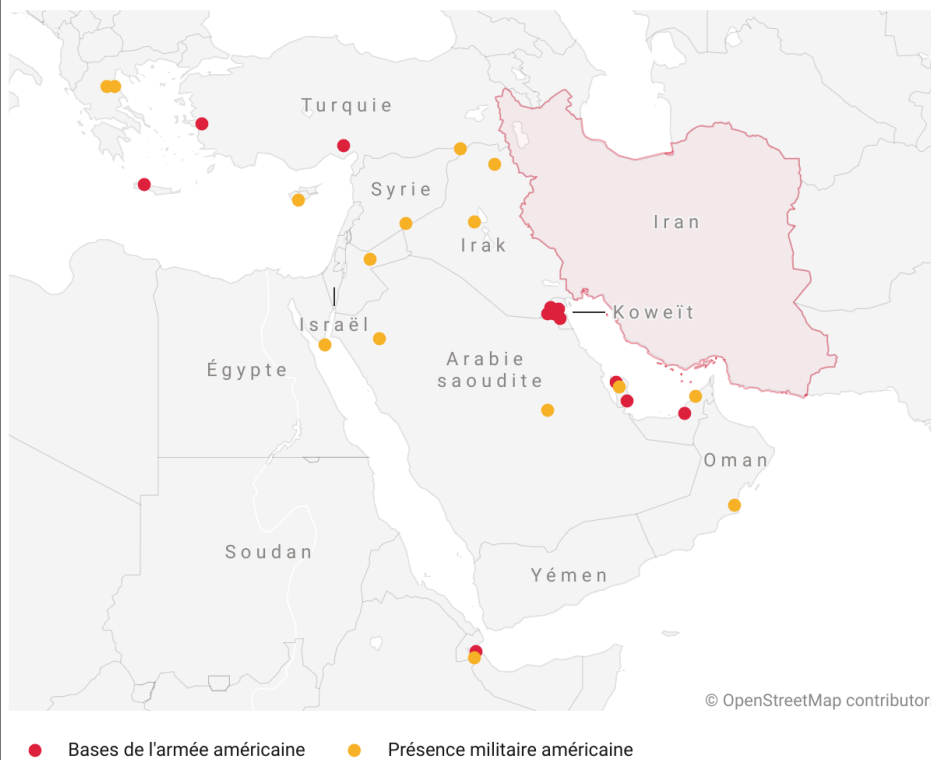 Turquie
Syrie
Iran
Irak
Koweït
Israël
Égypte
Arabie
saoudite
Oman
Soudan
Yémen
© OpenStreetMap contributor
Bases de l'armée américaine
Présence militaire américaine